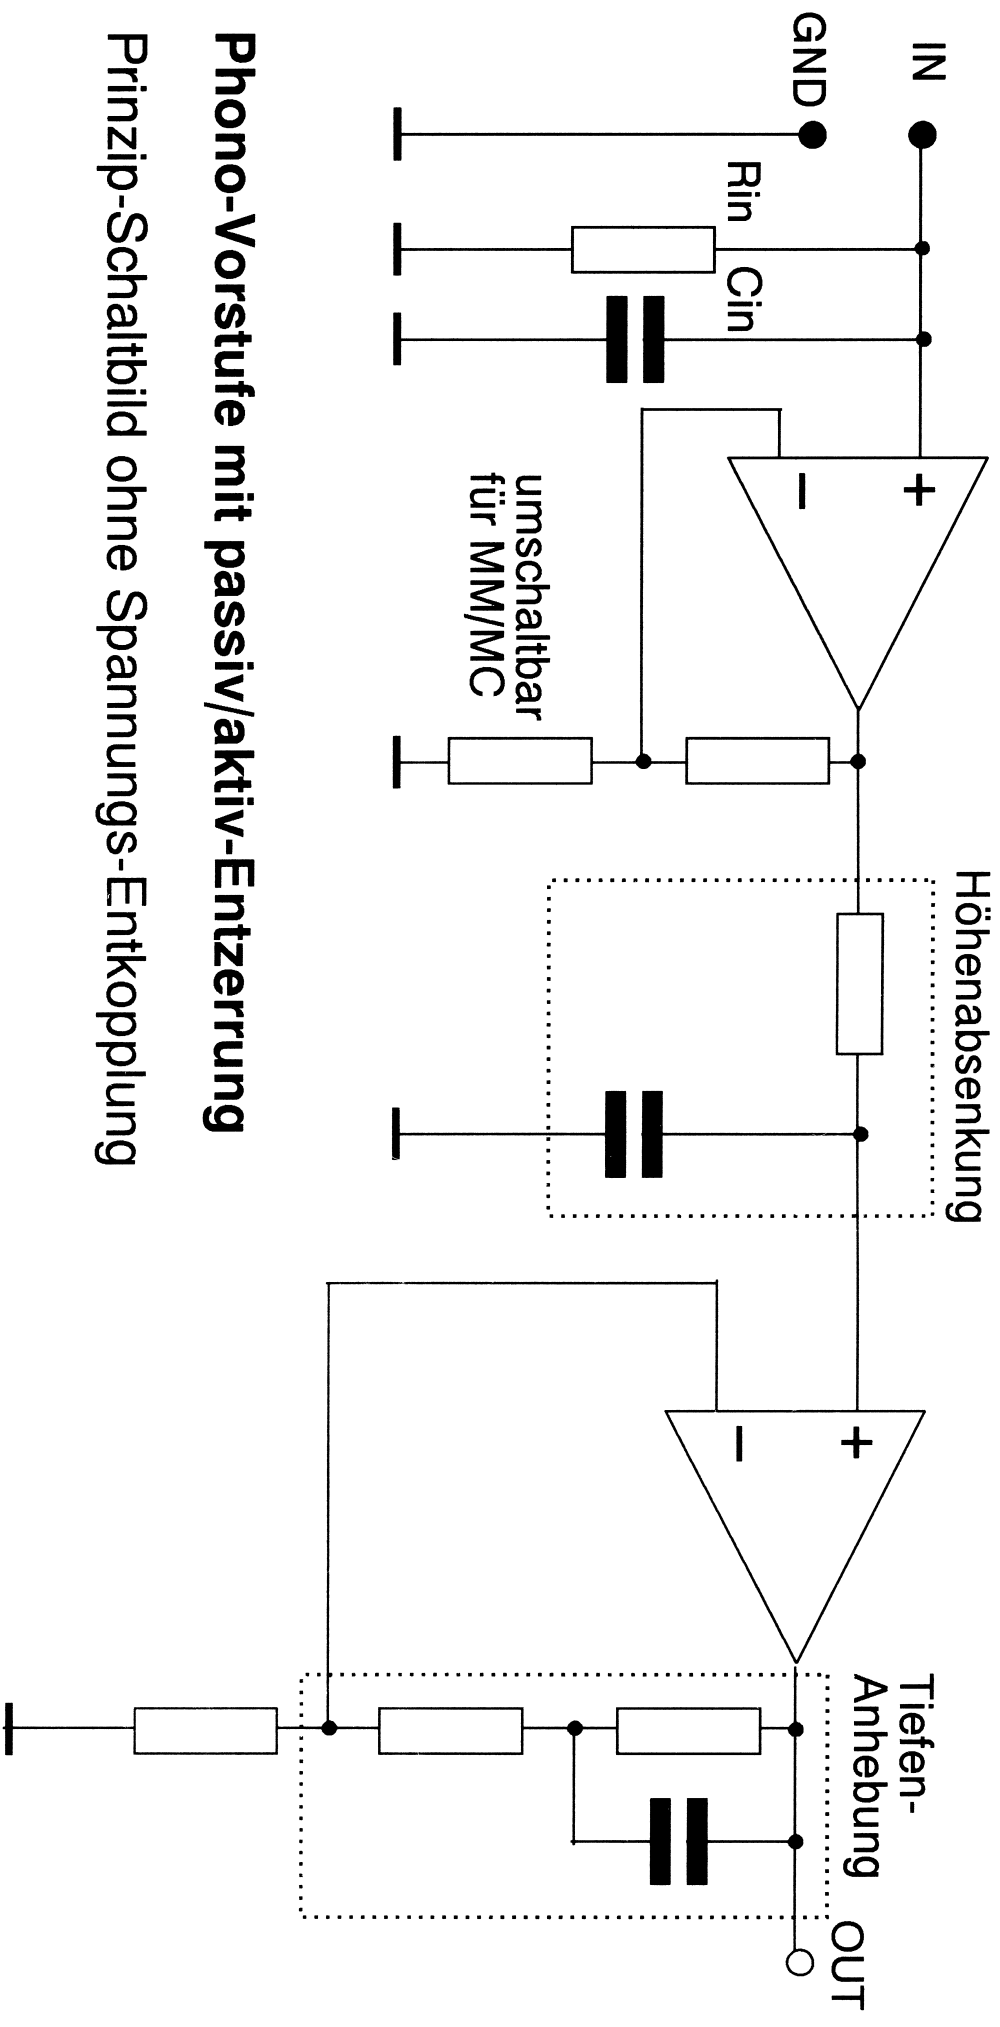 IN
GND
Rin
Cin
+
−
umschaltbar
für MM/MC
Höhenabsenkung
+
−
Tiefen-
Anhebung
OUT
Phono-Vorstufe mit passiv/aktiv-Entzerrung
Prinzip-Schaltbild ohne Spannungs-Entkopplung